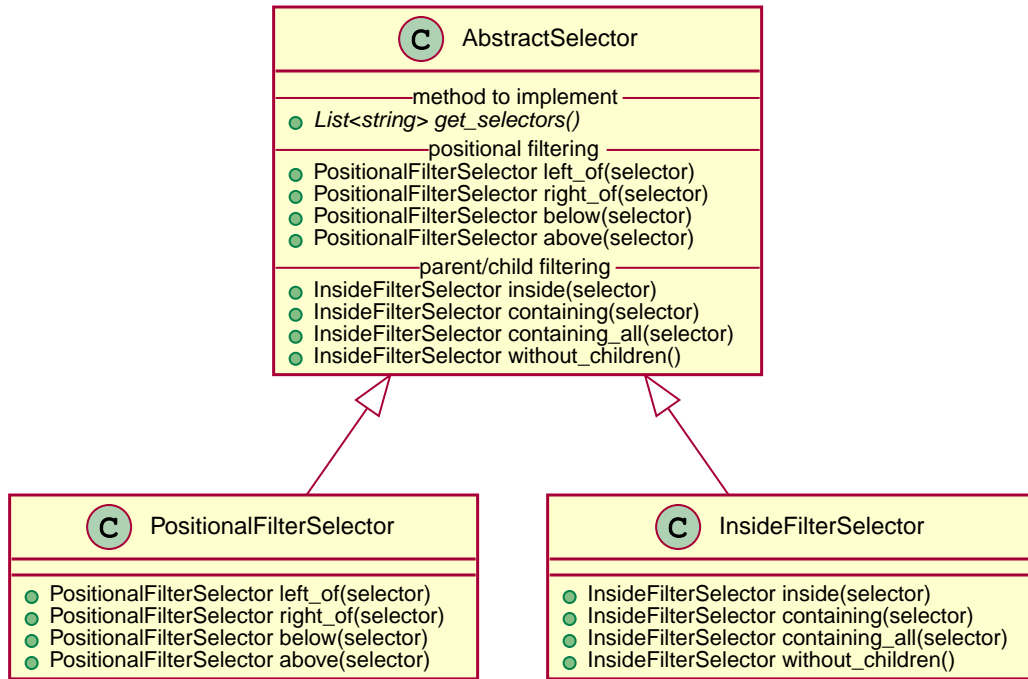 C AbstractSelector
method to implement
List<string> get_selectors()
positional filtering
PositionalFilterSelector left_of(selector)
PositionalFilterSelector right_of(selector)
PositionalFilterSelector below(selector)
PositionalFilterSelector above(selector)
parent/child filtering
InsideFilterSelector inside(selector)
InsideFilterSelector containing(selector)
InsideFilterSelector containing_all(selector)
InsideFilterSelector without_children()
C PositionalFilterSelector
PositionalFilterSelector left_of(selector)
PositionalFilterSelector right_of(selector)
PositionalFilterSelector below(selector)
PositionalFilterSelector above(selector)
C InsideFilterSelector
InsideFilterSelector inside(selector)
InsideFilterSelector containing(selector)
InsideFilterSelector containing_all(selector)
InsideFilterSelector without_children()